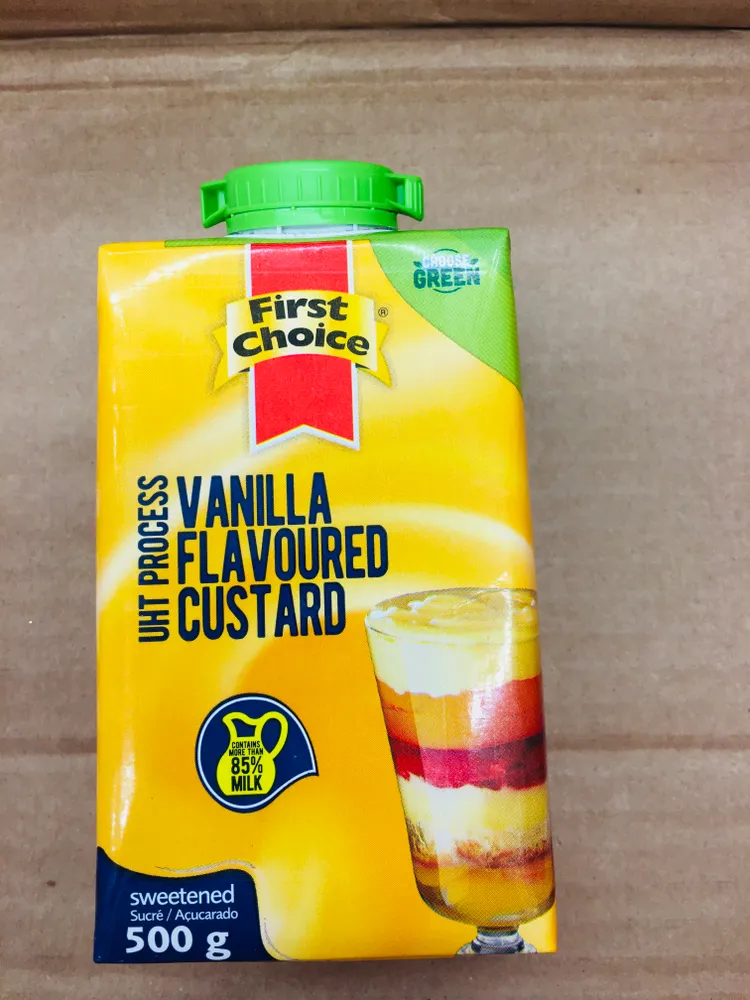 CHOOSE
GREEN
First
Choice®
UHT PROCESS
VANILLA
FLAVOURED
CUSTARD
CONTAINS
MORE THAN
85%
MILK
sweetened
Sucré / Açucarado
500 g